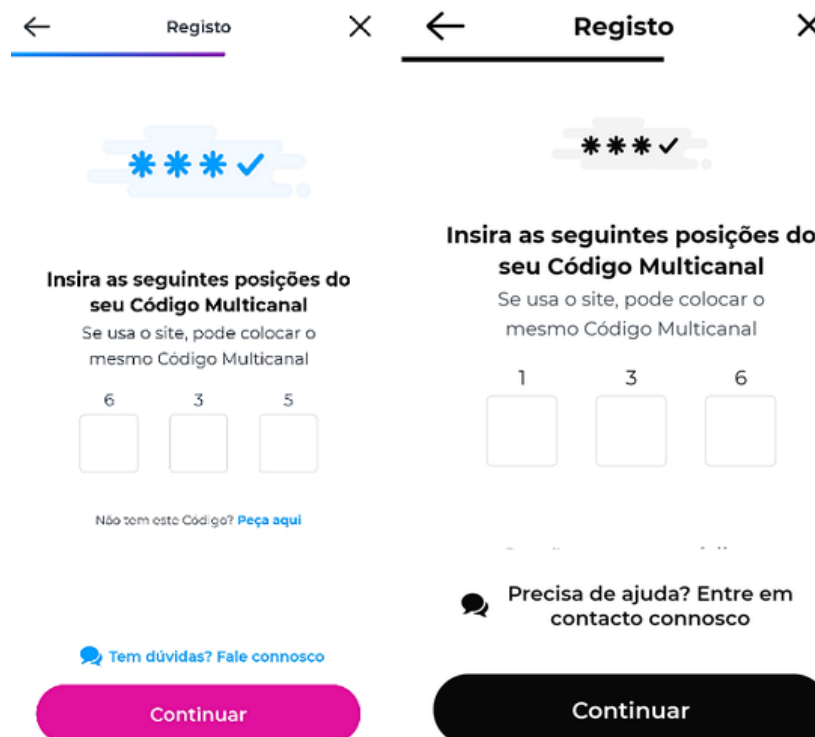 Registo
Insira as seguintes posições do
seu Código Multicanal
Se usa o site, pode colocar o
mesmo Código Multicanal
6 3 5
Não tem este Código? Peça aqui
Tem dúvidas? Fale connosco
Continuar
Registo
Insira as seguintes posições do
seu Código Multicanal
Se usa o site, pode colocar o
mesmo Código Multicanal
1 3 6
Precisa de ajuda? Entre em
contacto connosco
Continuar